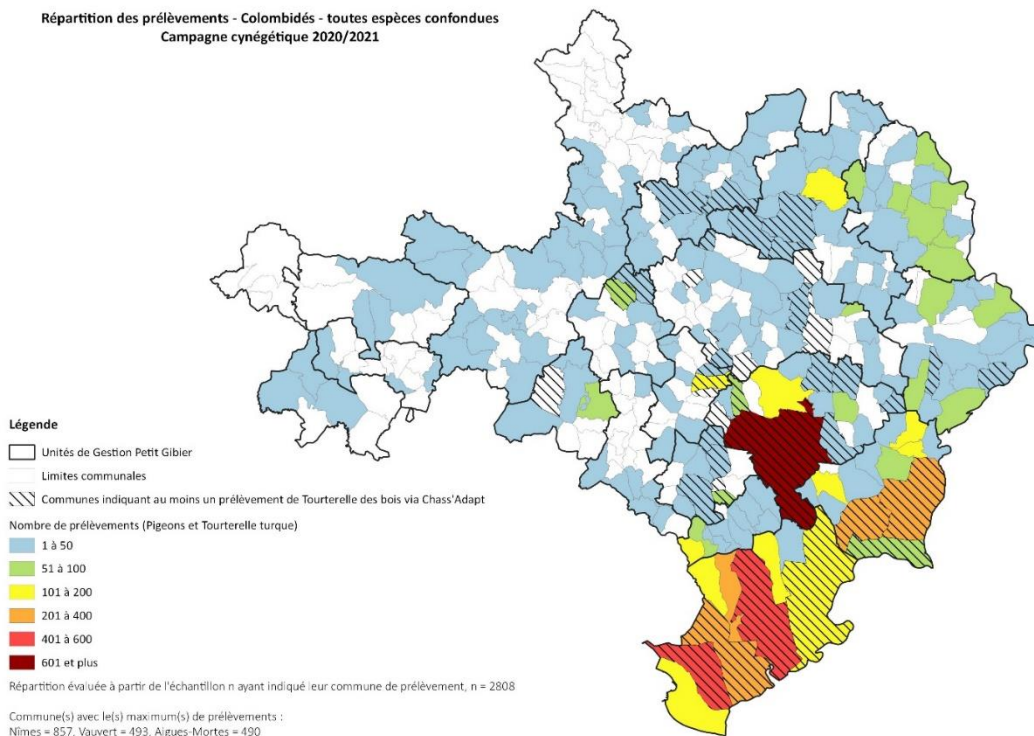 Répartition des prélèvements - Colombidés - toutes espèces confondues
Campagne cynégétique 2020/2021
Légende
Unités de Gestion Petit Gibier
Limites communales
Communes indiquant au moins un prélèvement de Tourterelle des bois via Chass'Adapt
Nombre de prélèvements (Pigeons et Tourterelle turque)
1 à 50
51 à 100
101 à 200
201 à 400
401 à 600
601 et plus
Répartition évaluée à partir de l'échantillon n ayant indiqué leur commune de prélèvement, n = 2808
Commune(s) avec le(s) maximum(s) de prélèvements :
Nîmes = 857, Vauvert = 493, Aigues-Mortes = 490